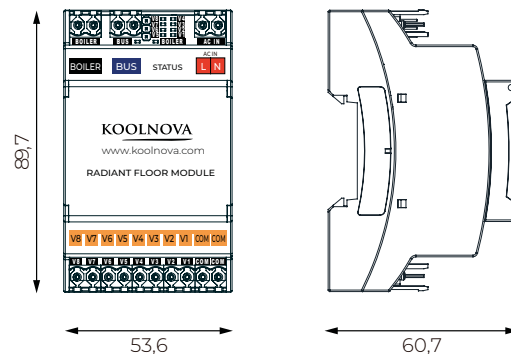 BOILER BUS BOILER AC IN
AC IN
BOILER BUS STATUS L N
KOOLNOVA
www.koolnova.com
RADIANT FLOOR MODULE
V8 V7 V6 V5 V4 V3 V2 V1 COM COM
V8 V7 V6 V5 V4 V3 V2 V1 COM COM
89,7
53,6
60,7